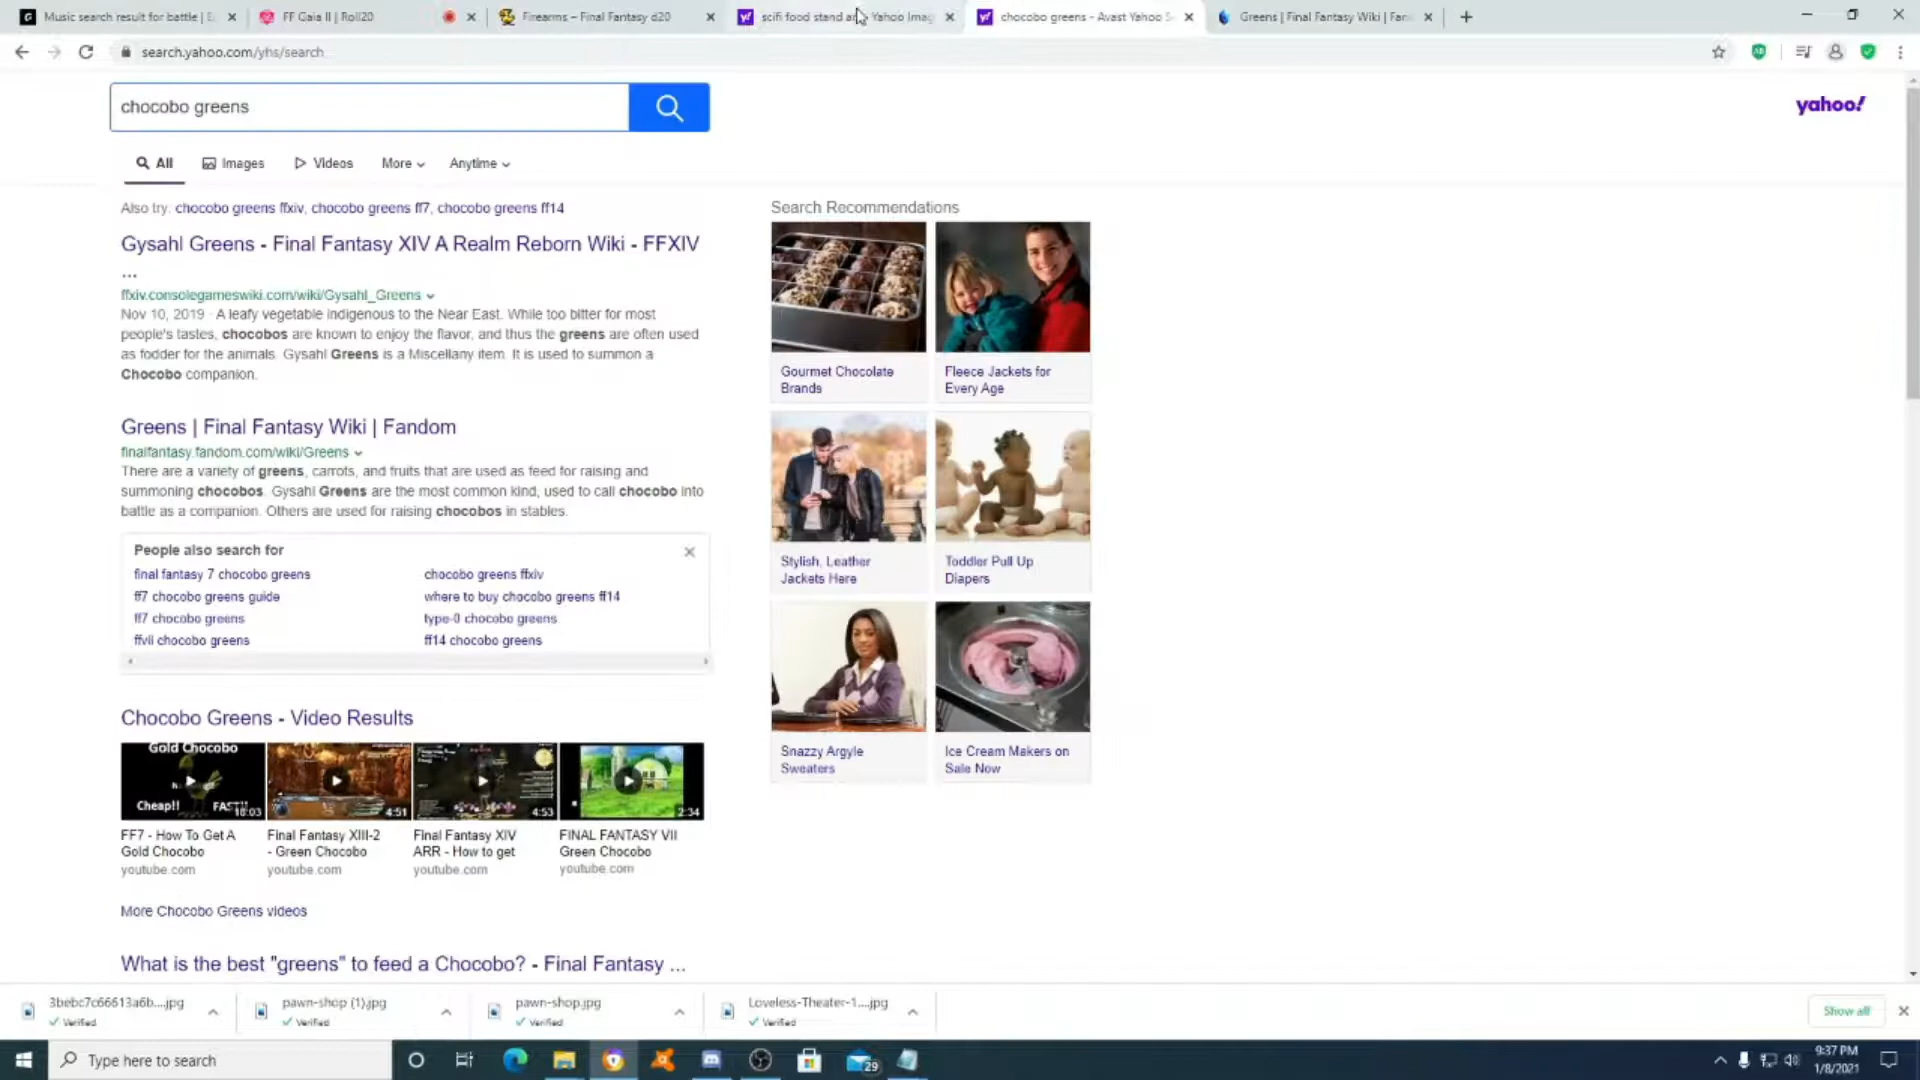 Music search result for battle | E
FF Gaia II | Roll20
Firearms – Final Fantasy d20
scifi food stand ar
Yahoo Imag
chocobo greens - Avast Yahoo S
Greens | Final Fantasy Wiki | Fan
search.yahoo.com/yhs/search
chocobo greens
yahoo!
All
Images
Videos
More
Anytime
Also try: chocobo greens ffxiv, chocobo greens ff7, chocobo greens ff14
Gysahl Greens - Final Fantasy XIV A Realm Reborn Wiki - FFXIV
...
ffxiv.consolegameswiki.com/wiki/Gysahl_Greens
Nov 10, 2019 · A leafy vegetable indigenous to the Near East. While too bitter for most
people's tastes, chocobos are known to enjoy the flavor, and thus the greens are often used
as fodder for the animals. Gysahl Greens is a Miscellany item. It is used to summon a
Chocobo companion.
Greens | Final Fantasy Wiki | Fandom
finalfantasy.fandom.com/wiki/Greens
There are a variety of greens, carrots, and fruits that are used as feed for raising and
summoning chocobos. Gysahl Greens are the most common kind, used to call chocobo into
battle as a companion. Others are used for raising chocobos in stables.
People also search for
final fantasy 7 chocobo greens
chocobo greens ffxiv
ff7 chocobo greens guide
where to buy chocobo greens ff14
ff7 chocobo greens
type-0 chocobo greens
ffvii chocobo greens
ff14 chocobo greens
Chocobo Greens - Video Results
Gold Chocobo
Cheap!!
FAST!!
18:03
4:51
4:53
2:34
FF7 - How To Get A
Gold Chocobo
youtube.com
Final Fantasy XIII-2
- Green Chocobo
youtube.com
Final Fantasy XIV
ARR - How to get
youtube.com
FINAL FANTASY VII
Green Chocobo
youtube.com
More Chocobo Greens videos
What is the best "greens" to feed a Chocobo? - Final Fantasy ...
Search Recommendations
Gourmet Chocolate
Brands
Fleece Jackets for
Every Age
Stylish, Leather
Jackets Here
Toddler Pull Up
Diapers
Snazzy Argyle
Sweaters
Ice Cream Makers on
Sale Now
3bebc7c66613a6b....jpg
Verified
pawn-shop (1).jpg
Verified
pawn-shop.jpg
Verified
Loveless-Theater-1....jpg
Verified
Show all
Type here to search
29
9:37 PM
1/8/2021